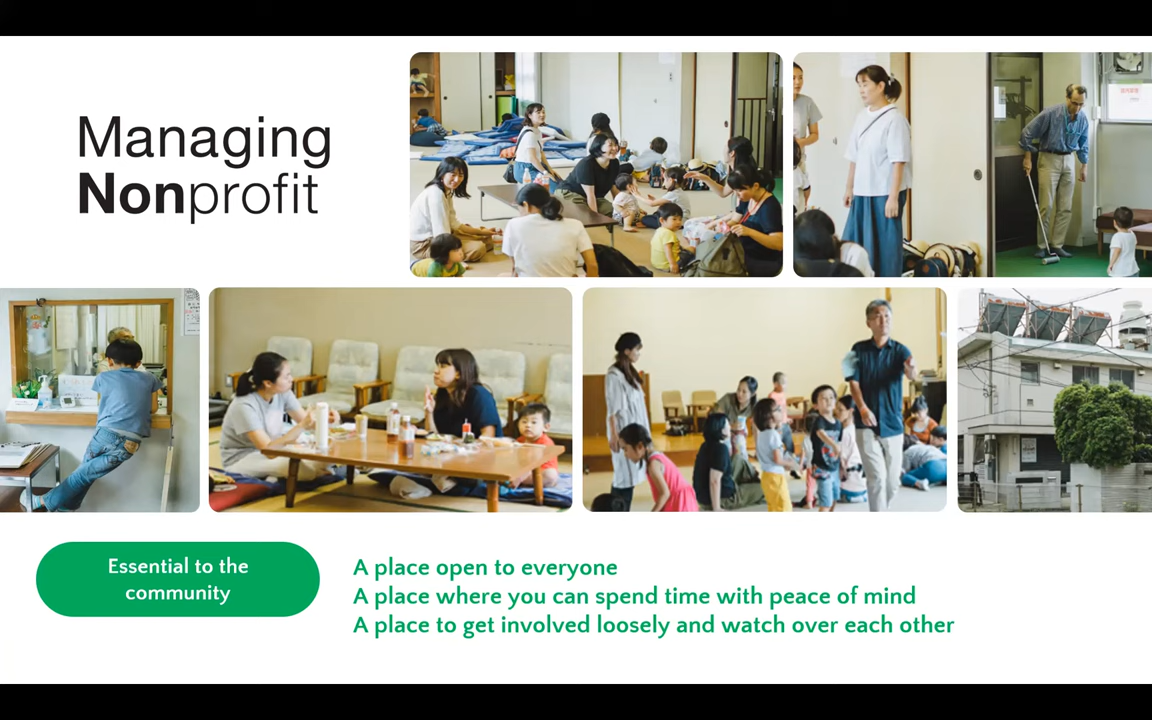 Managing
Nonprofit
Essential to the
community
A place open to everyone
A place where you can spend time with peace of mind
A place to get involved loosely and watch over each other